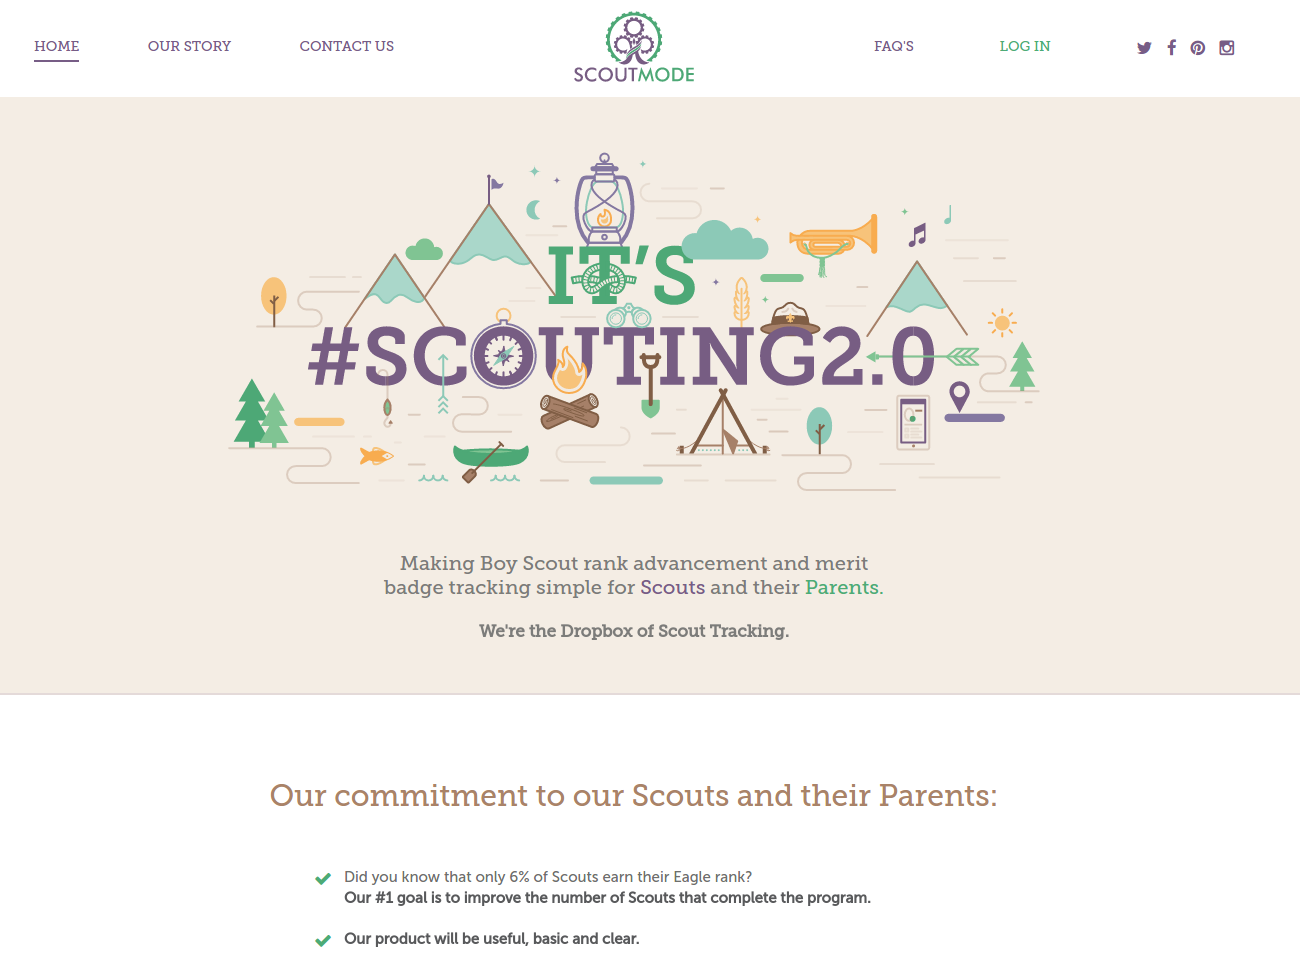 HOME
OUR STORY
CONTACT US
SCOUTMODE
FAQ'S
LOG IN
IT'S
#SCOUTING2.0
Making Boy Scout rank advancement and merit
badge tracking simple for Scouts and their Parents.
We're the Dropbox of Scout Tracking.
Our commitment to our Scouts and their Parents:
Did you know that only 6% of Scouts earn their Eagle rank?
Our #1 goal is to improve the number of Scouts that complete the program.
Our product will be useful, basic and clear.